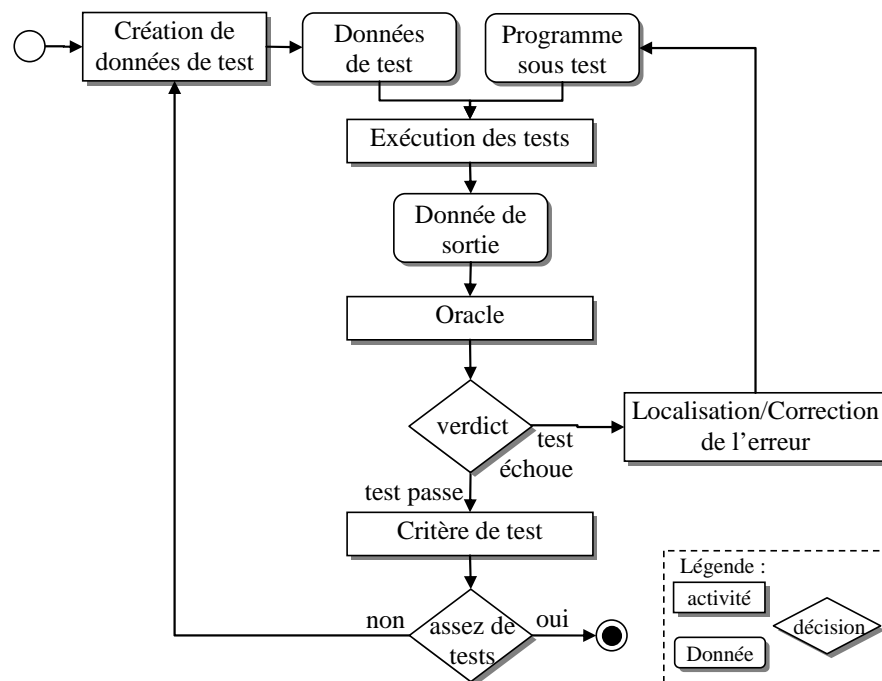 Création de
données de test
Données
de test
Programme
sous test
Exécution des tests
Donnée de
sortie
Oracle
verdict
test
échoue
Localisation/Correction
de l’erreur
test passe
Critère de test
non
assez de
tests
oui
Légende :
activité
décision
Donnée